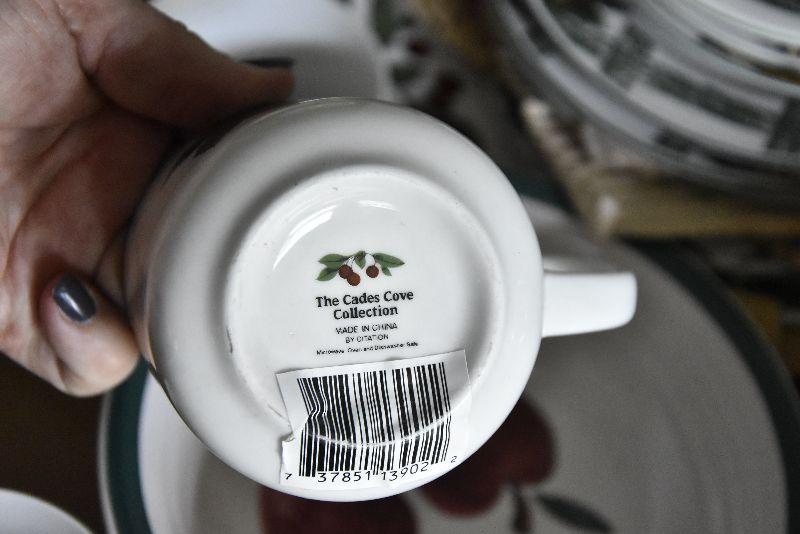 The Cades Cove
Collection
MADE IN CHINA
BY CITATION
Microwave Oven and Dishwasher Safe
7 37851 13902 2